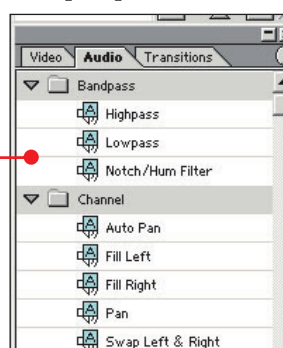 Video Audio Transitions
Bandpass
Highpass
Lowpass
Notch/Hum Filter
Channel
Auto Pan
Fill Left
Fill Right
Pan
Swap Left & Right